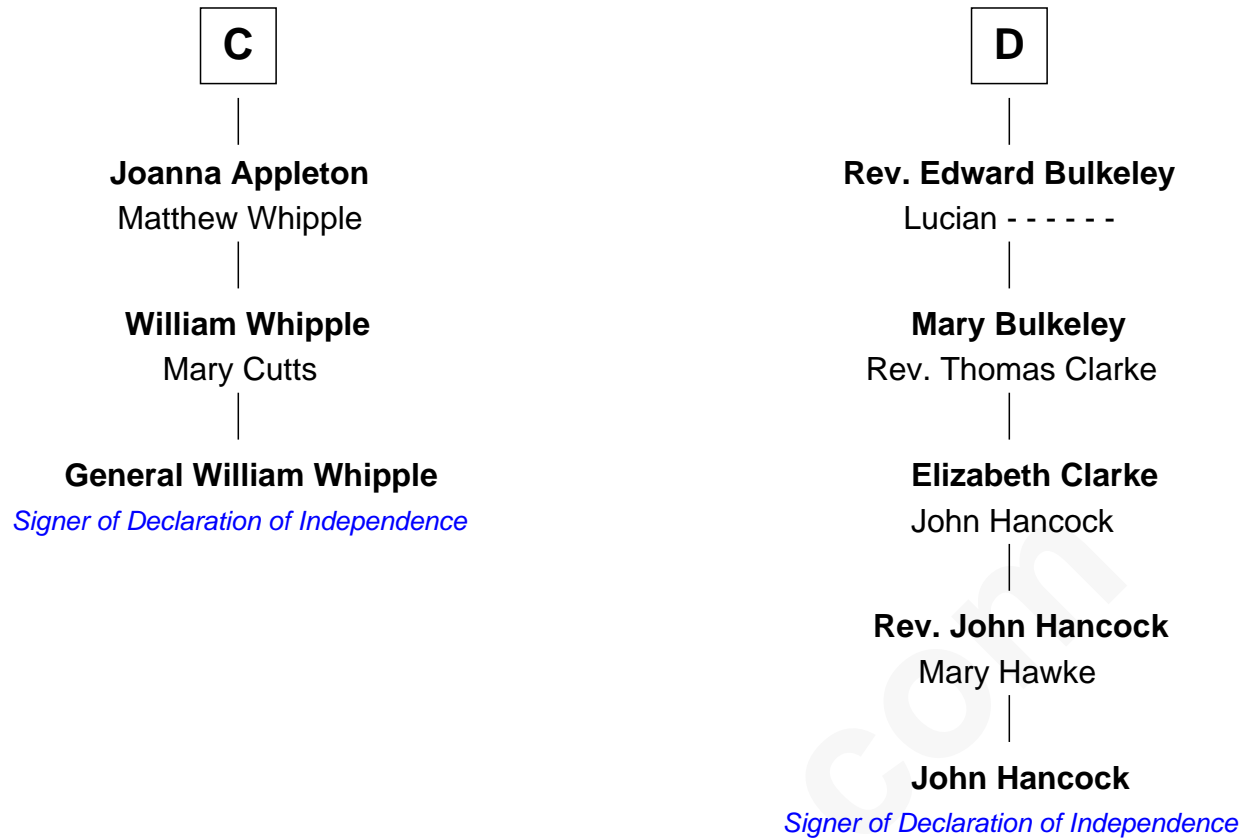 C
Joanna Appleton
Matthew Whipple
William Whipple
Mary Cutts
General William Whipple
Signer of Declaration of Independence
D
Rev. Edward Bulkeley
Lucian - - - - - -
Mary Bulkeley
Rev. Thomas Clarke
Elizabeth Clarke
John Hancock
Rev. John Hancock
Mary Hawke
John Hancock
Signer of Declaration of Independence
com